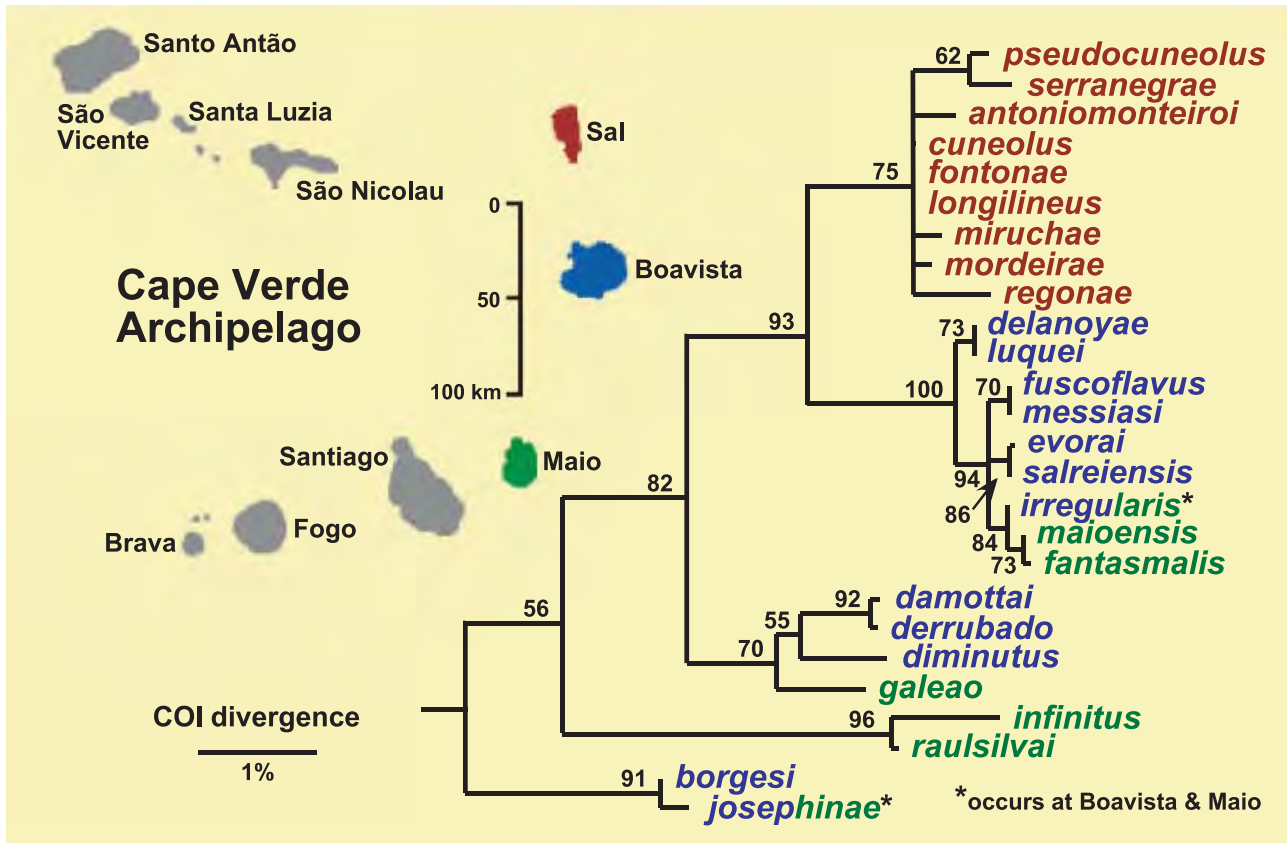 Santo Antão
São
Vicente
Santa Luzia
São Nicolau
Sal
0
Boavista
50
Cape Verde
Archipelago
100 km
Santiago
Maio
Brava
Fogo
COI divergence
1%
62
pseudocuneolus
serranegrae
antoniomonteiroi
cuneolus
75
fontonae
longilineus
miruchae
mordeirae
regonae
93
73
delanoyae
luquei
100
70
fuscoflavus
messiasi
evorai
94
salreiensis
86
irregularis*
84
maioensis
73
fantasmalis
82
92
damottai
55
derrubado
70
diminutus
galeao
56
96
infinitus
raulsilvai
91
borgesi
josephinae*
*occurs at Boavista & Maio